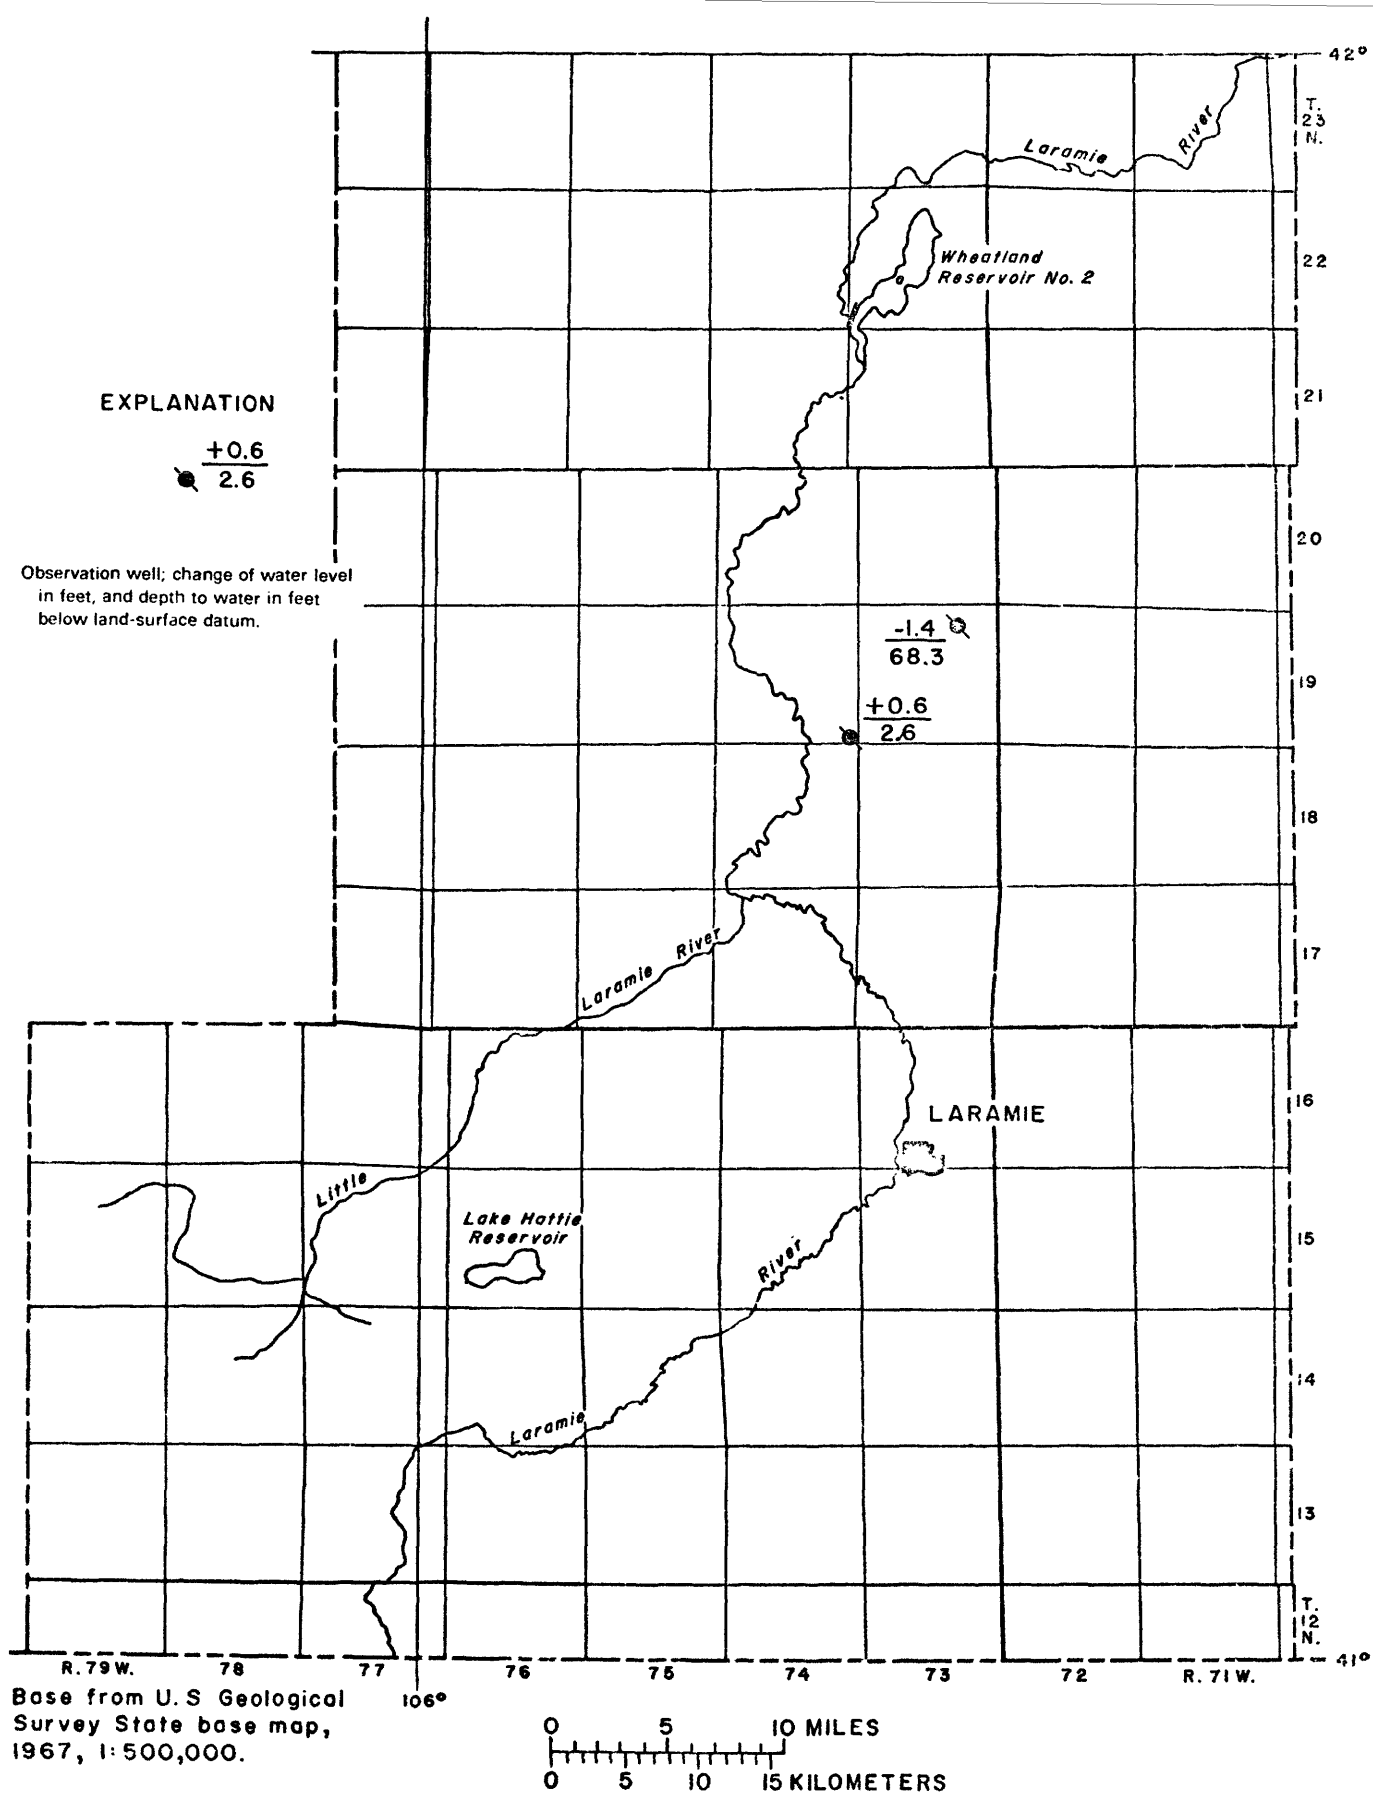 42°
T.
23
N.
Laramie River
Wheatland
Reservoir No. 2
22
21
EXPLANATION
+0.6
2.6
Observation well; change of water level
in feet, and depth to water in feet
below land-surface datum.
20
-1.4
68.3
19
+0.6
2.6
18
17
Laramie River
16
LARAMIE
Little
Lake Hattie
Reservoir
15
River
14
Laramie
13
T.
12
N.
41°
R. 79 W. 78 77 76 75 74 73 72 R. 71 W.
106°
Base from U.S Geological
Survey State base map,
1967, 1:500,000.
0 5 10 MILES
0 5 10 15 KILOMETERS